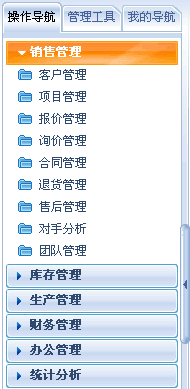 操作导航 管理工具 我的导航
销售管理
客户管理
项目管理
报价管理
询价管理
合同管理
退货管理
售后管理
对手分析
团队管理
库存管理
生产管理
财务管理
办公管理
统计分析